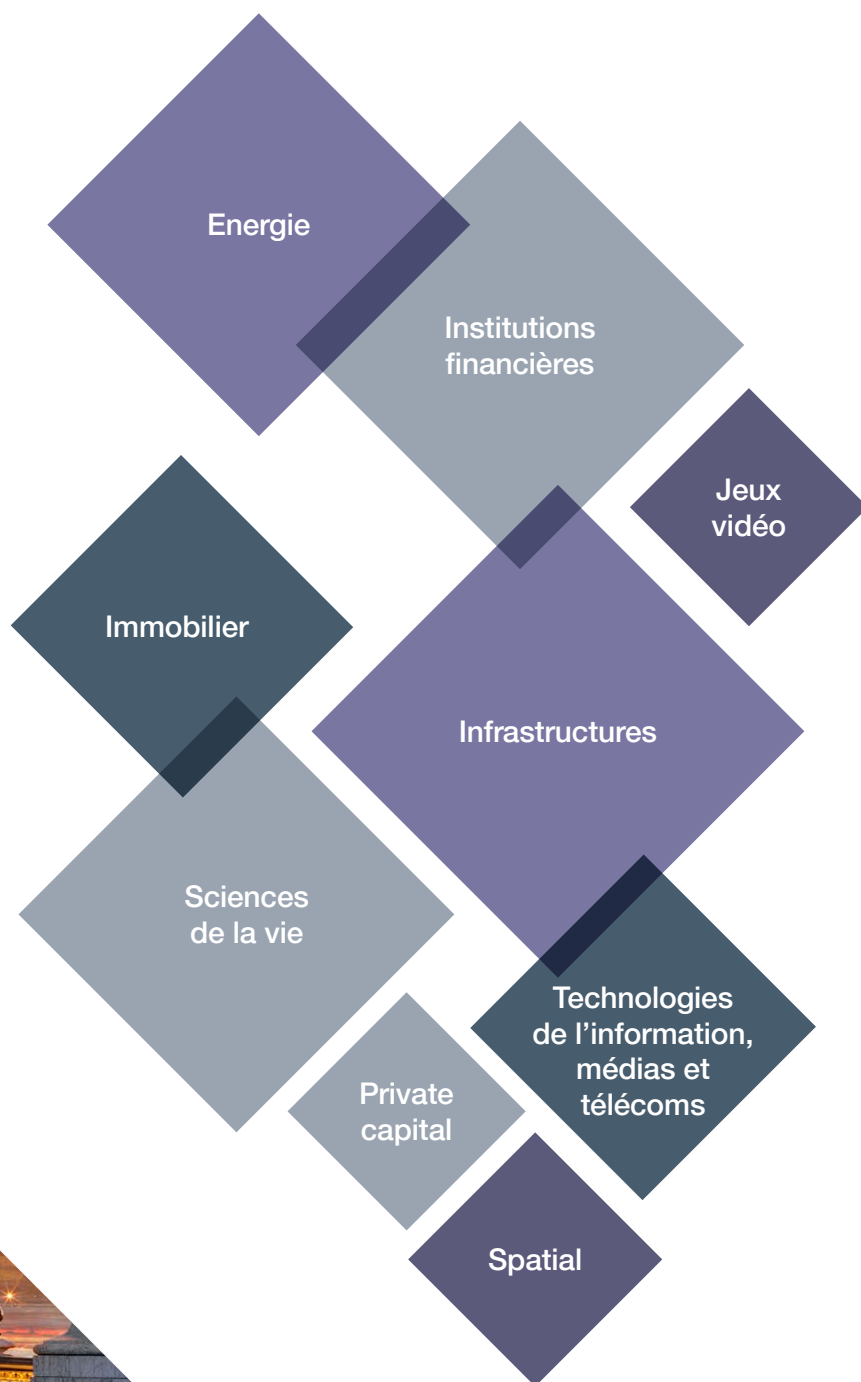 Energie
Institutions
financières
Jeux
vidéo
Immobilier
Infrastructures
Sciences
de la vie
Technologies
de l’information,
médias et
télécoms
Private
capital
Spatial